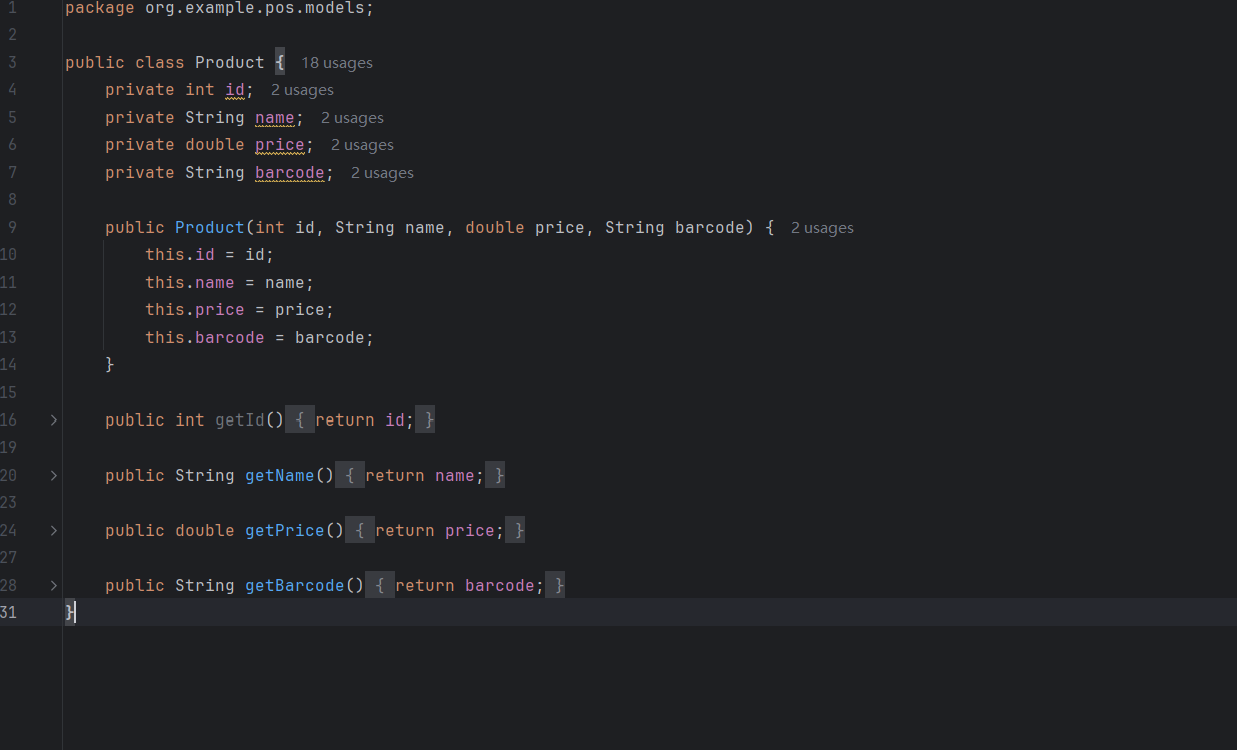 1 package org.example.pos.models;
2
3 public class Product { 18 usages
4 private int id; 2 usages
5 private String name; 2 usages
6 private double price; 2 usages
7 private String barcode; 2 usages
8
9 public Product(int id, String name, double price, String barcode) { 2 usages
10 this.id = id;
11 this.name = name;
12 this.price = price;
13 this.barcode = barcode;
14 }
15
16 public int getId() { return id; }
19
20 public String getName() { return name; }
23
24 public double getPrice() { return price; }
27
28 public String getBarcode() { return barcode; }
31 }